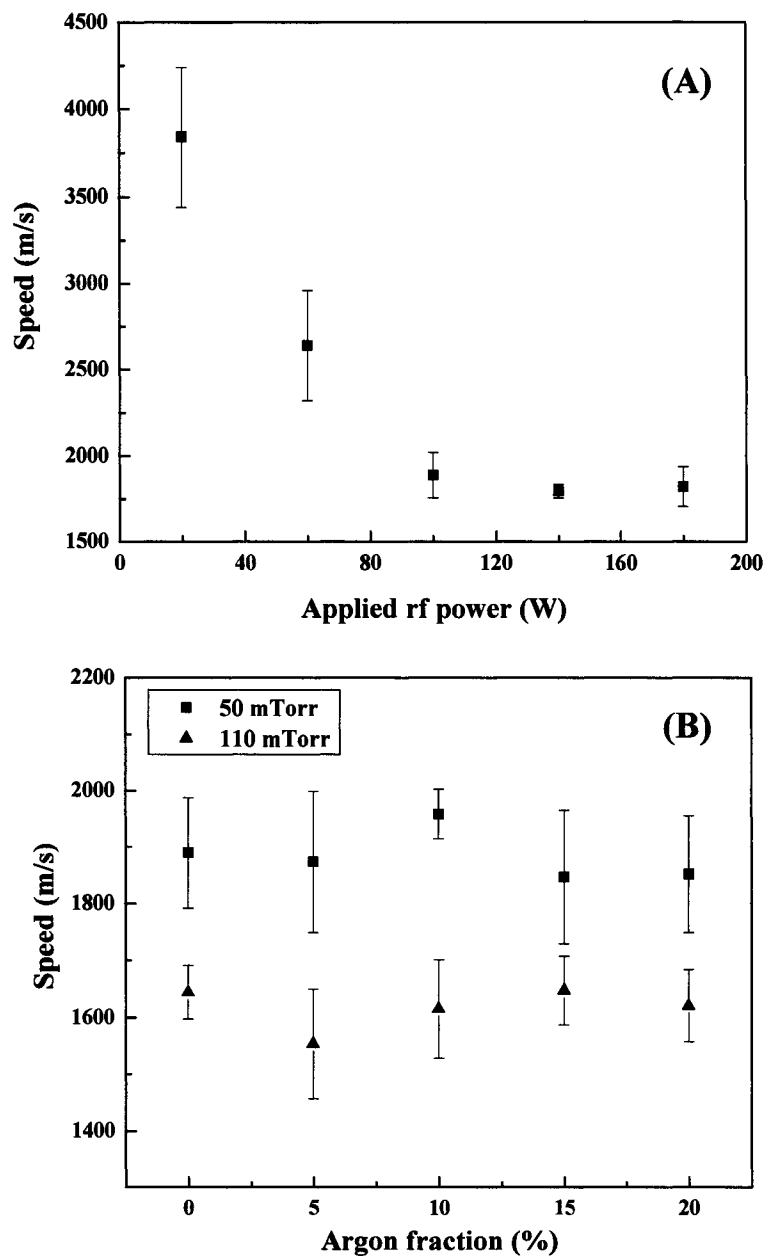 4500
4000
3500
3000
2500
2000
1500
Speed (m/s)
(A)
0 40 80 120 160 200
Applied rf power (W)
2200
2000
1800
1600
1400
Speed (m/s)
50 mTorr
110 mTorr
(B)
0 5 10 15 20
Argon fraction (%)